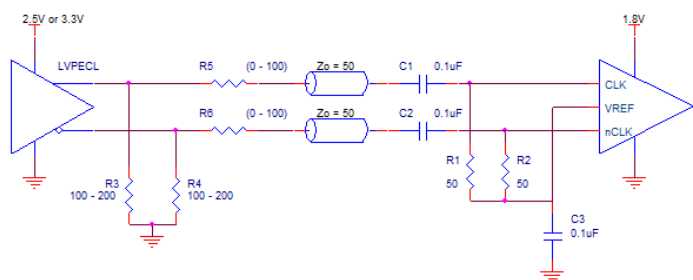 2.5V or 3.3V
1.8V
LVPECL
R5
(0 - 100)
Zo = 50
C1
0.1uF
CLK
R6
(0 - 100)
Zo = 50
C2
0.1uF
VREF
nCLK
R3
100 - 200
R4
100 - 200
R1
50
R2
50
C3
0.1uF